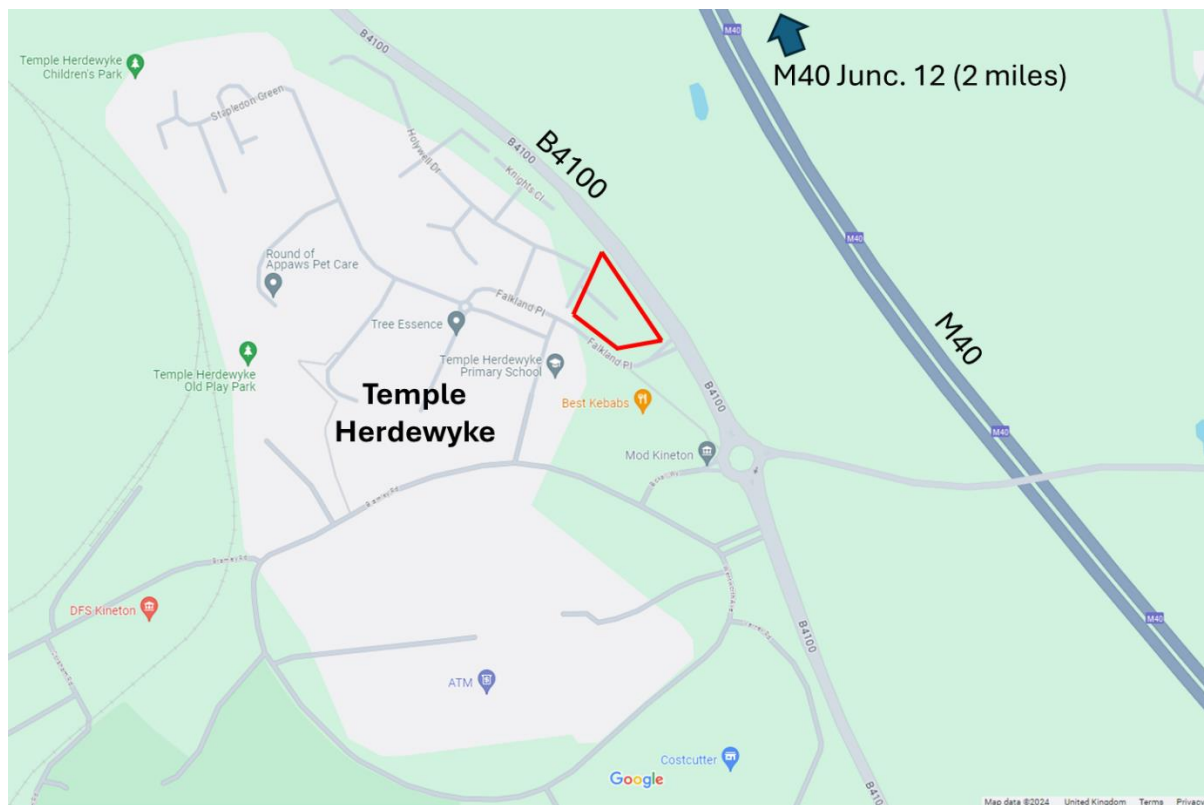 B4100
M40
M40 Junc. 12 (2 miles)
Temple Herdewyke
Children's Park
Stapledon Green
Holywell Dr
B4100
Knights Cl
B4100
Round of
Appaws Pet Care
M40
Falkland Pl
Tree Essence
Falkland Pl
M40
Temple Herdewyke
Old Play Park
Temple Herdewyke
Primary School
Temple
Herdewyke
Best Kebabs
B4100
M40
Mod Kineton
DFS Kineton
M40
B4100
ATM
Costcutter
B4100
Google
Map data ©2024 United Kingdom Terms